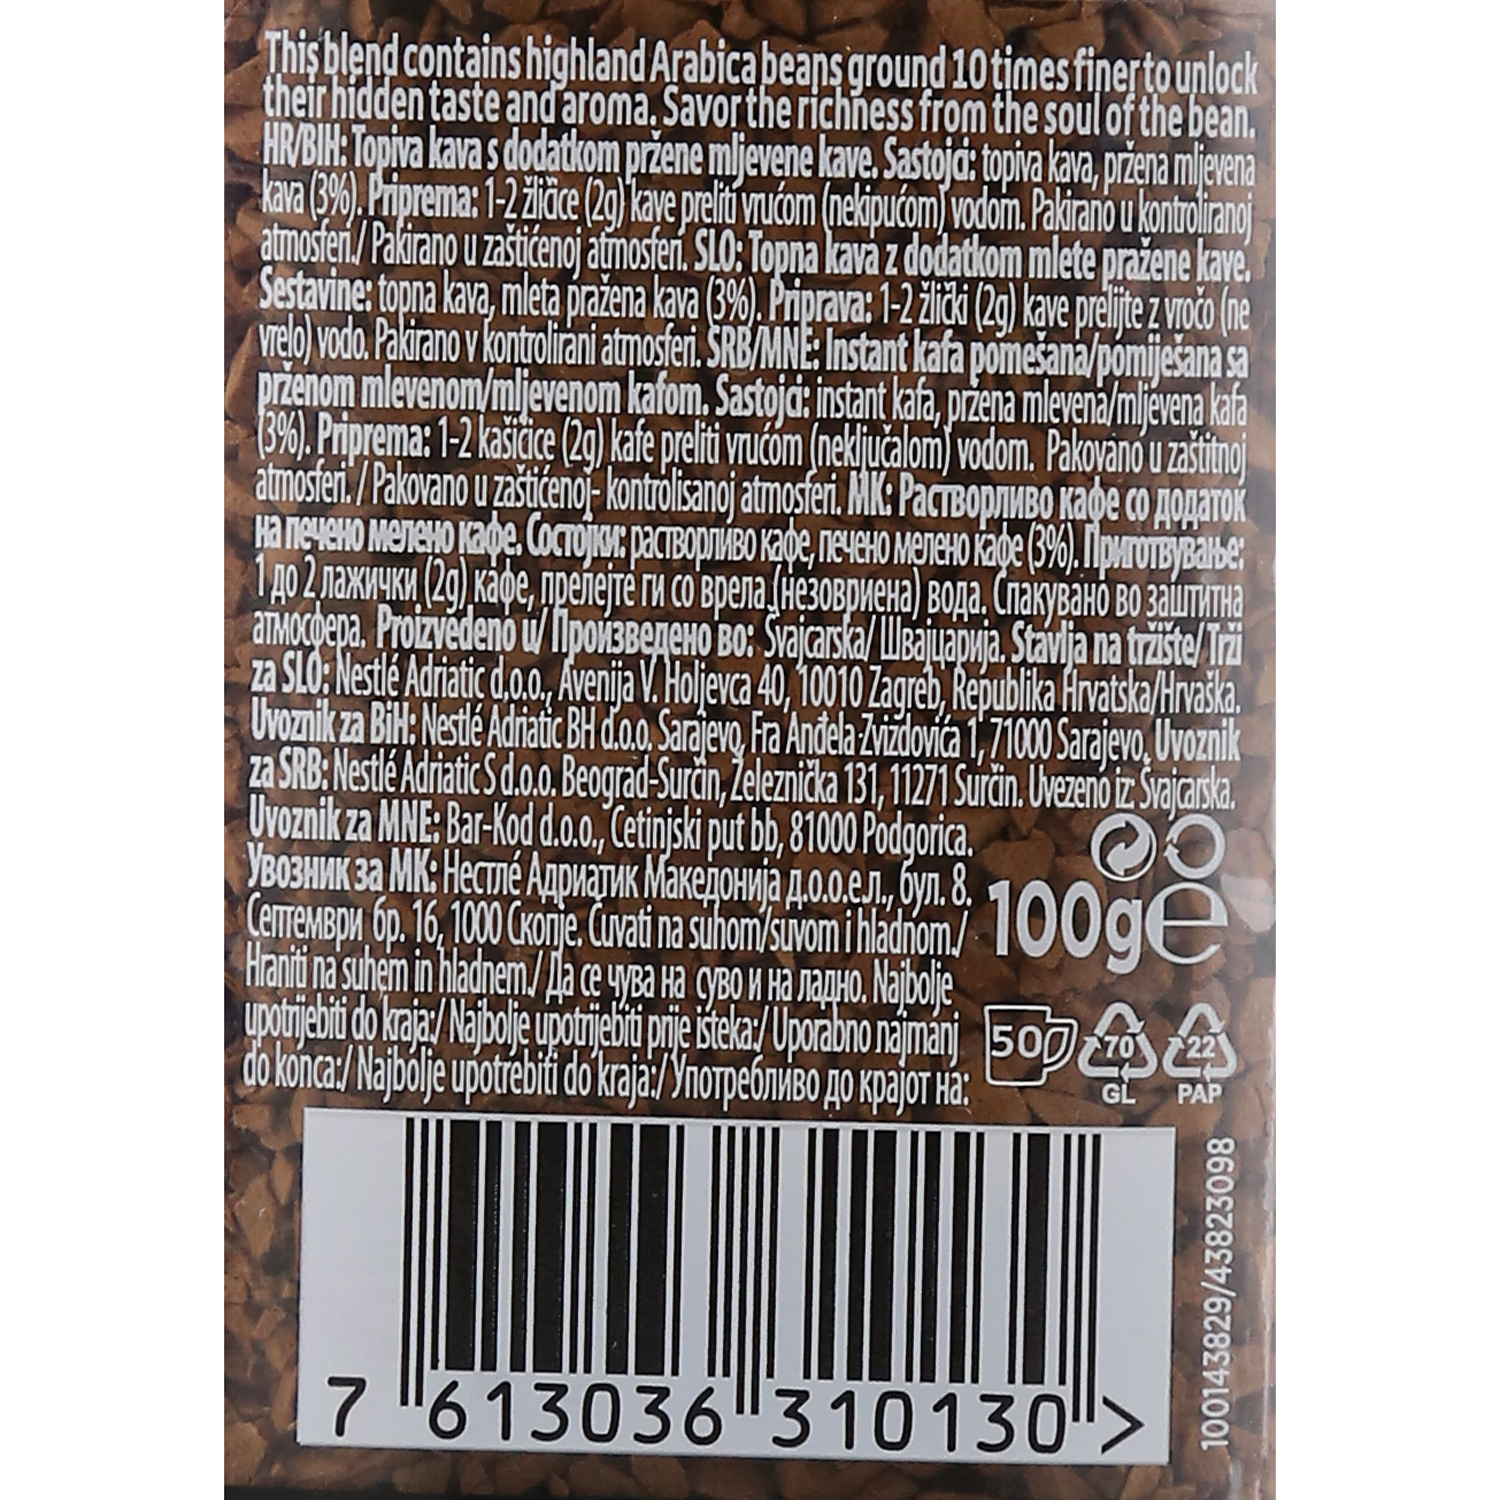 This blend contains highland Arabica beans ground 10 times finer to unlock
their hidden taste and aroma. Savor the richness from the soul of the bean.
HR/BIH: Topiva kava s dodatkom pržene mljevene kave. Sastojci: topiva kava, pržena mljevena
kava (3%). Priprema: 1-2 žličice (2g) kave preliti vrućom (nekipućom) vodom. Pakirano u kontroliranoj
atmosferi./ Pakirano u zaštićenoj atmosferi. SLO: Topna kava z dodatkom mlete pražene kave.
Sestavine: topna kava, mleta pražena kava (3%). Priprava: 1-2 žlički (2g) kave prelijte z vročo (ne
vrelo) vodo. Pakirano v kontrolirani atmosferi. SRB/MNE: Instant kafa pomešana/pomiješana sa
prženom mlevenom/mljevenom kafom. Sastojci: instant kafa, pržena mlevena/mljevena kafa
(3%). Priprema: 1-2 kašičice (2g) kafe preliti vrućom (neključalom) vodom. Pakovano u zaštitnoj
atmosferi. / Pakovano u zaštićenoj- kontrolisanoj atmosferi. MK: Растворливо кафе со додаток
на печено мелено кафе. Состојки: растворливо кафе, печено мелено кафе (3%). Приготвување:
1 до 2 лажички (2g) кафе, прелејте ги со врела (незовриена) вода. Спакувано во заштитна
атмосфера. Proizvedeno u/ Произведено во: Švajcarska/ Швајцарија. Stavlja na tržište/ Trži
za SLO: Nestlé Adriatic d.o.o., Avenija V. Holjevca 40, 10010 Zagreb, Republika Hrvatska/Hrvaška.
Uvoznik za BiH: Nestlé Adriatic BH d.o.o. Sarajevo, Fra Anđela Zvizdovića 1, 71000 Sarajevo. Uvoznik
za SRB: Nestlé Adriatic S d.o.o. Beograd-Surčin, Železnička 131, 11271 Surčin. Uvezeno iz: Švajcarska.
Uvoznik za MNE: Bar-Kod d.o.o., Cetinjski put bb, 81000 Podgorica.
Увозник за МК: Нестлé Адриатик Македонија д.о.о.е.л., бул. 8.
Септември бр. 16, 1000 Скопје. Čuvati na suhom/suvom i hladnom./
Hraniti na suhem in hladnem./ Да се чува на суво и на ладно. Najbolje
upotrijebiti do kraja:/ Najbolje upotrijebiti prije isteka:/ Uporabno najmanj
do konca:/ Najbolje upotrebiti do kraja:/ Употребливо до крајот на:
100g℮
50
70
GL
22
PAP
7 613036 310130 >
100143829/43823098